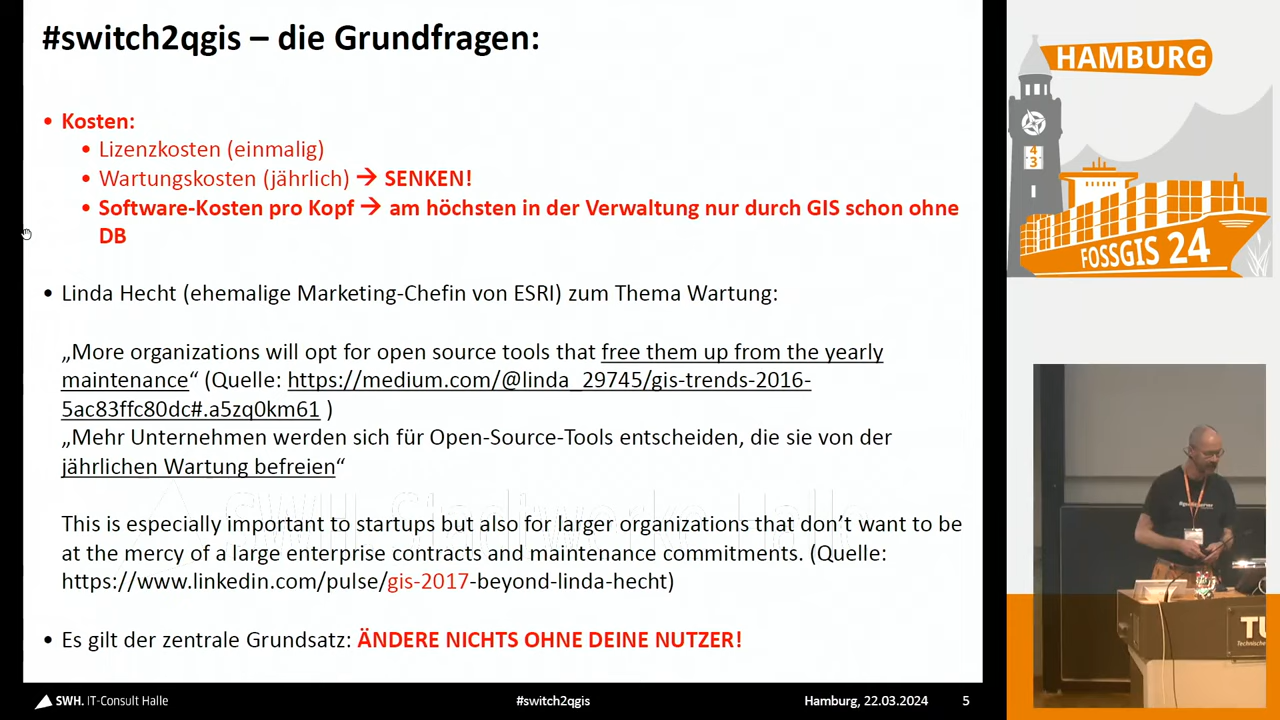 #switch2qgis – die Grundfragen:
• Kosten:
• Lizenzkosten (einmalig)
• Wartungskosten (jährlich) → SENKEN!
• Software-Kosten pro Kopf → am höchsten in der Verwaltung nur durch GIS schon ohne
DB
• Linda Hecht (ehemalige Marketing-Chefin von ESRI) zum Thema Wartung:
„More organizations will opt for open source tools that free them up from the yearly
maintenance“ (Quelle: https://medium.com/@linda_29745/gis-trends-2016-
5ac83ffc80dc#.a5zq0km61 )
„Mehr Unternehmen werden sich für Open-Source-Tools entscheiden, die sie von der
jährlichen Wartung befreien“
This is especially important to startups but also for larger organizations that don’t want to be
at the mercy of a large enterprise contracts and maintenance commitments. (Quelle:
https://www.linkedin.com/pulse/gis-2017-beyond-linda-hecht)
• Es gilt der zentrale Grundsatz: ÄNDERE NICHTS OHNE DEINE NUTZER!
SWH. IT-Consult Halle
#switch2qgis
Hamburg, 22.03.2024
5
HAMBURG
4
3
FOSSGIS 24
TU
Technische